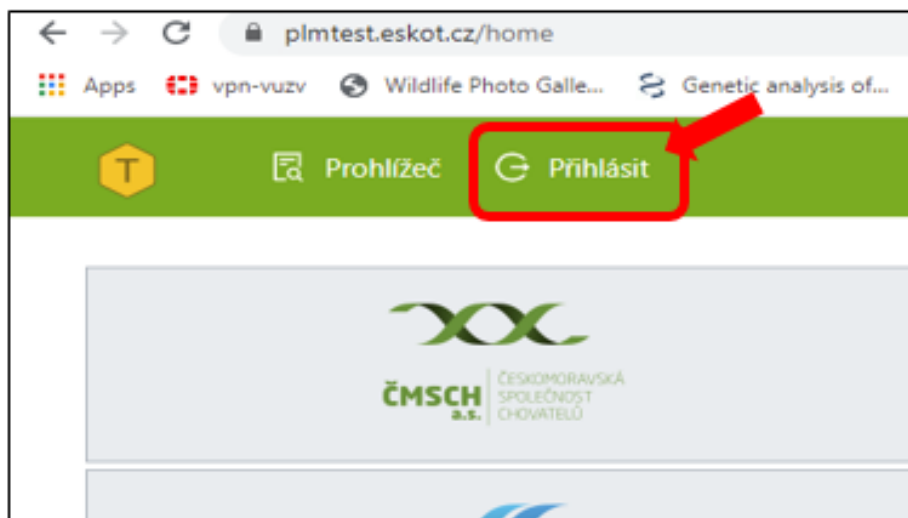 plmtest.eskot.cz/home
Apps vpn-vuzv Wildlife Photo Galle... Genetic analysis of...
T Prohlížeč Přihlásit
ČMSCH a.s.
ČESKOMORAVSKÁ
SPOLEČNOST
CHOVATELŮ